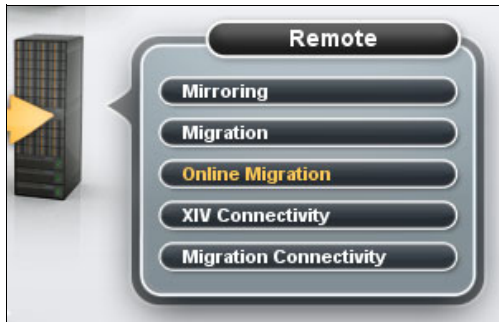 Remote
Mirroring
Migration
Online Migration
XIV Connectivity
Migration Connectivity